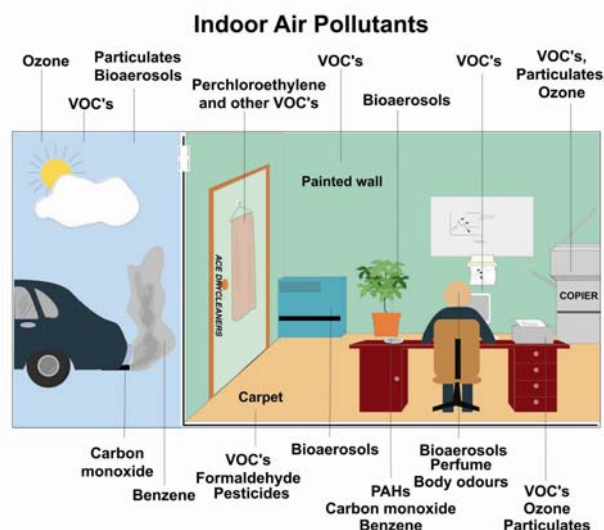 Indoor Air Pollutants
Ozone
Particulates
Bioaerosols
VOC's
Perchloroethylene
and other VOC's
VOC's
Bioaerosols
VOC's
VOC's,
Particulates,
Ozone
Painted wall
ACE DRYCLEANERS
COPIER
Carpet
Carbon
monoxide
Benzene
VOC's
Formaldehyde
Pesticides
Bioaerosols
PAHs
Carbon monoxide
Benzene
Bioaerosols
Perfume
Body odours
VOC's
Ozone
Particulates